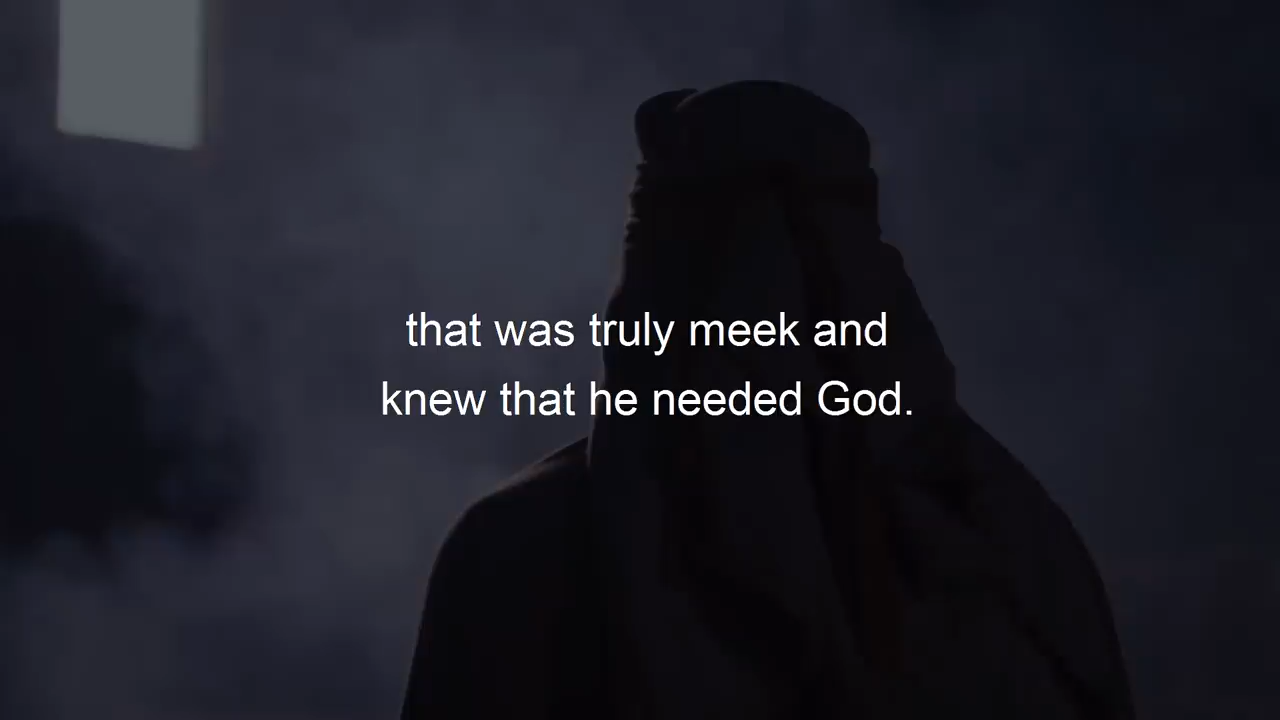 that was truly meek and
knew that he needed God.